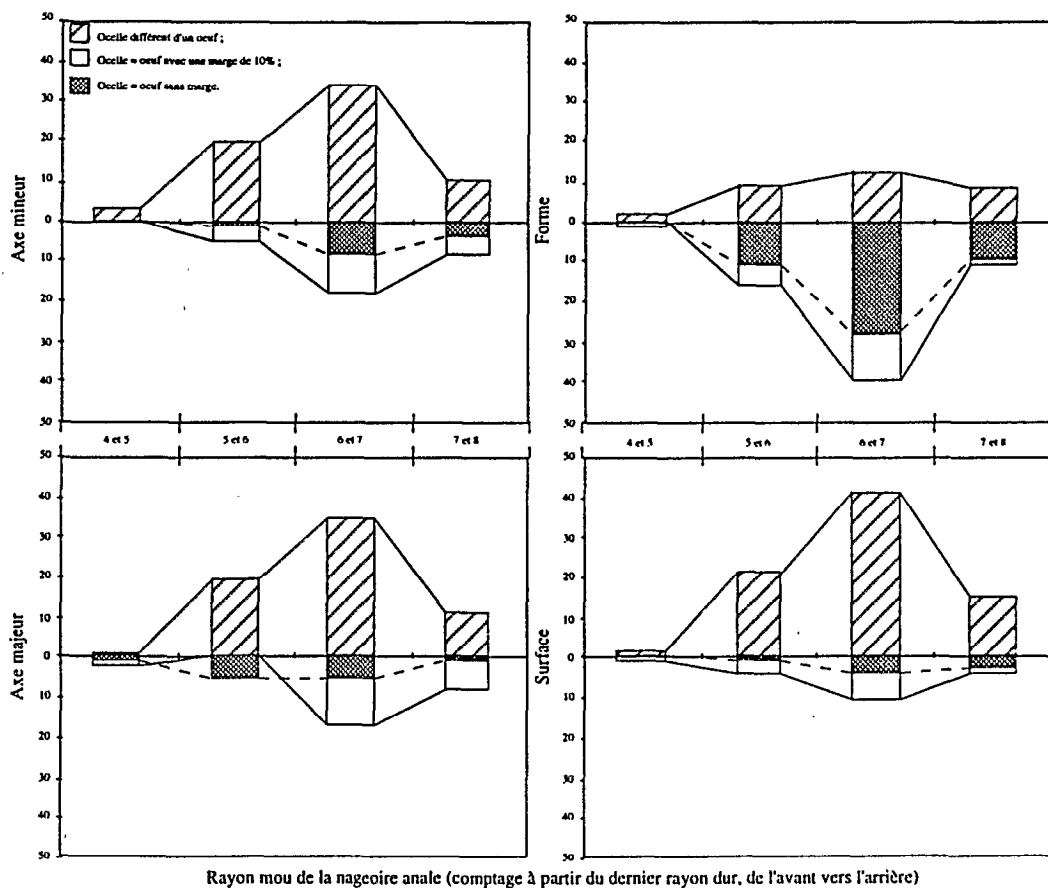 Ocelle différent d'un oeuf ;
Ocelle = oeuf avec une marge de 10% ;
Ocelle = oeuf sans marge.
50
40
30
20
10
0
10
20
30
40
50
Axe mineur
50
40
30
20
10
0
10
20
30
40
50
Forme
4 et 5
5 et 6
6 et 7
7 et 8
4 et 5
5 et 6
6 et 7
7 et 8
50
40
30
20
10
0
10
20
30
40
50
Axe majeur
50
40
30
20
10
0
10
20
30
40
50
Surface
Rayon mou de la nageoire anale (comptage à partir du dernier rayon dur, de l'avant vers l'arrière)